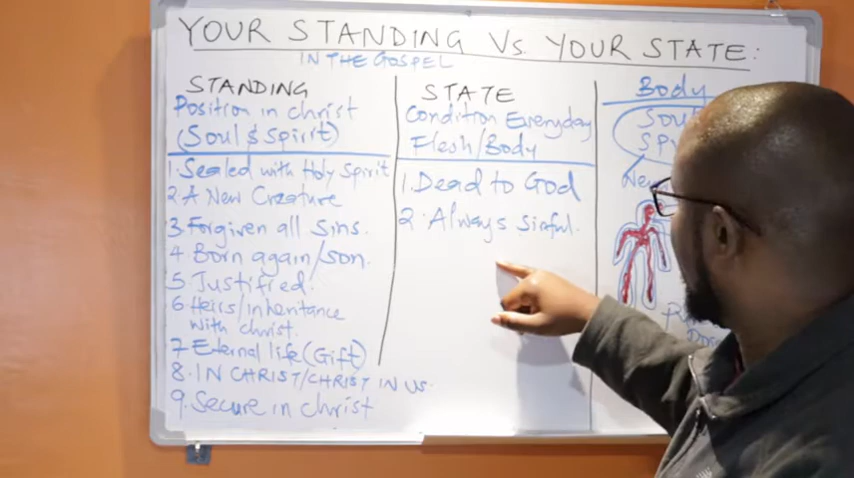 YOUR STANDING Vs. YOUR STATE:
IN THE GOSPEL
STANDING
Position in christ
(Soul & Spirit)
1. Sealed with Holy Spirit
2. A New Creature
3 Forgiven all Sins.
4. Born again/son.
5. Justified.
6. Heirs/inheritance
with christ.
7 Eternal life (Gift)
8. IN CHRIST/CHRIST IN US.
9. Secure in christ
STATE
Condition Everyday
Flesh/Body
1. Dead to God
2. Always sinful.
Body